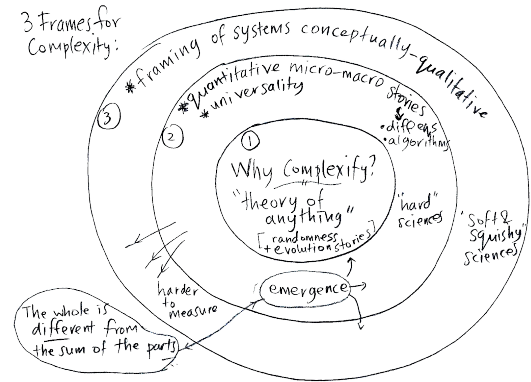 3 Frames for
Complexity:
*framing of systems conceptually-qualitative
3
*quantitative micro-macro stories
*universality
2
•diff eqns
•algorithms
1
Why Complexify?
"theory of
anything"
[randomness
+ evolution stories]
"hard"
sciences
"Soft &
Squishy"
Sciences
harder
to
measure
emergence
The whole is
different from
the sum of the parts